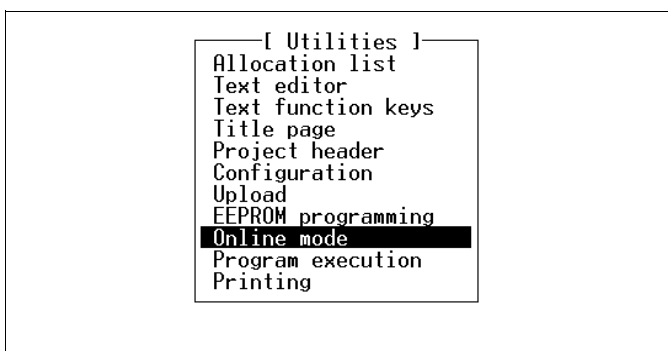 [ Utilities ]
Allocation list
Text editor
Text function keys
Title page
Project header
Configuration
Upload
EEPROM programming
Online mode
Program execution
Printing